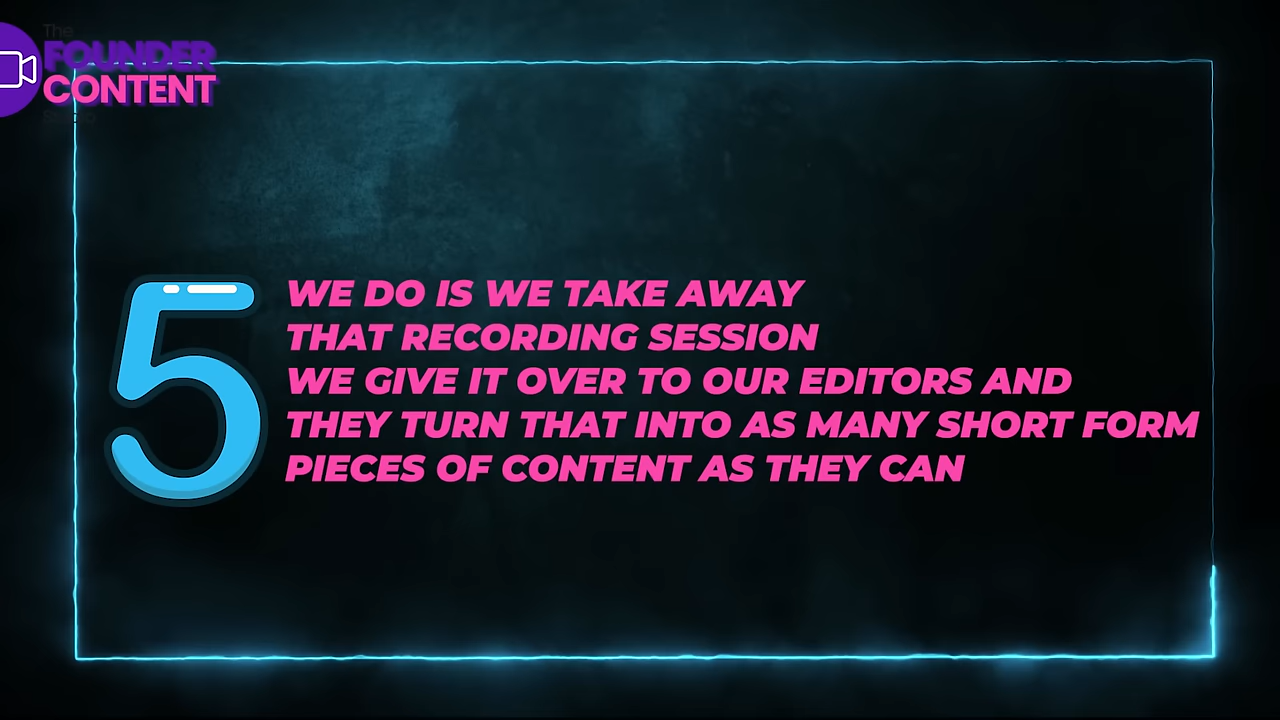 The
FOUNDER
CONTENT
Studio
5
WE DO IS WE TAKE AWAY
THAT RECORDING SESSION
WE GIVE IT OVER TO OUR EDITORS AND
THEY TURN THAT INTO AS MANY SHORT FORM
PIECES OF CONTENT AS THEY CAN